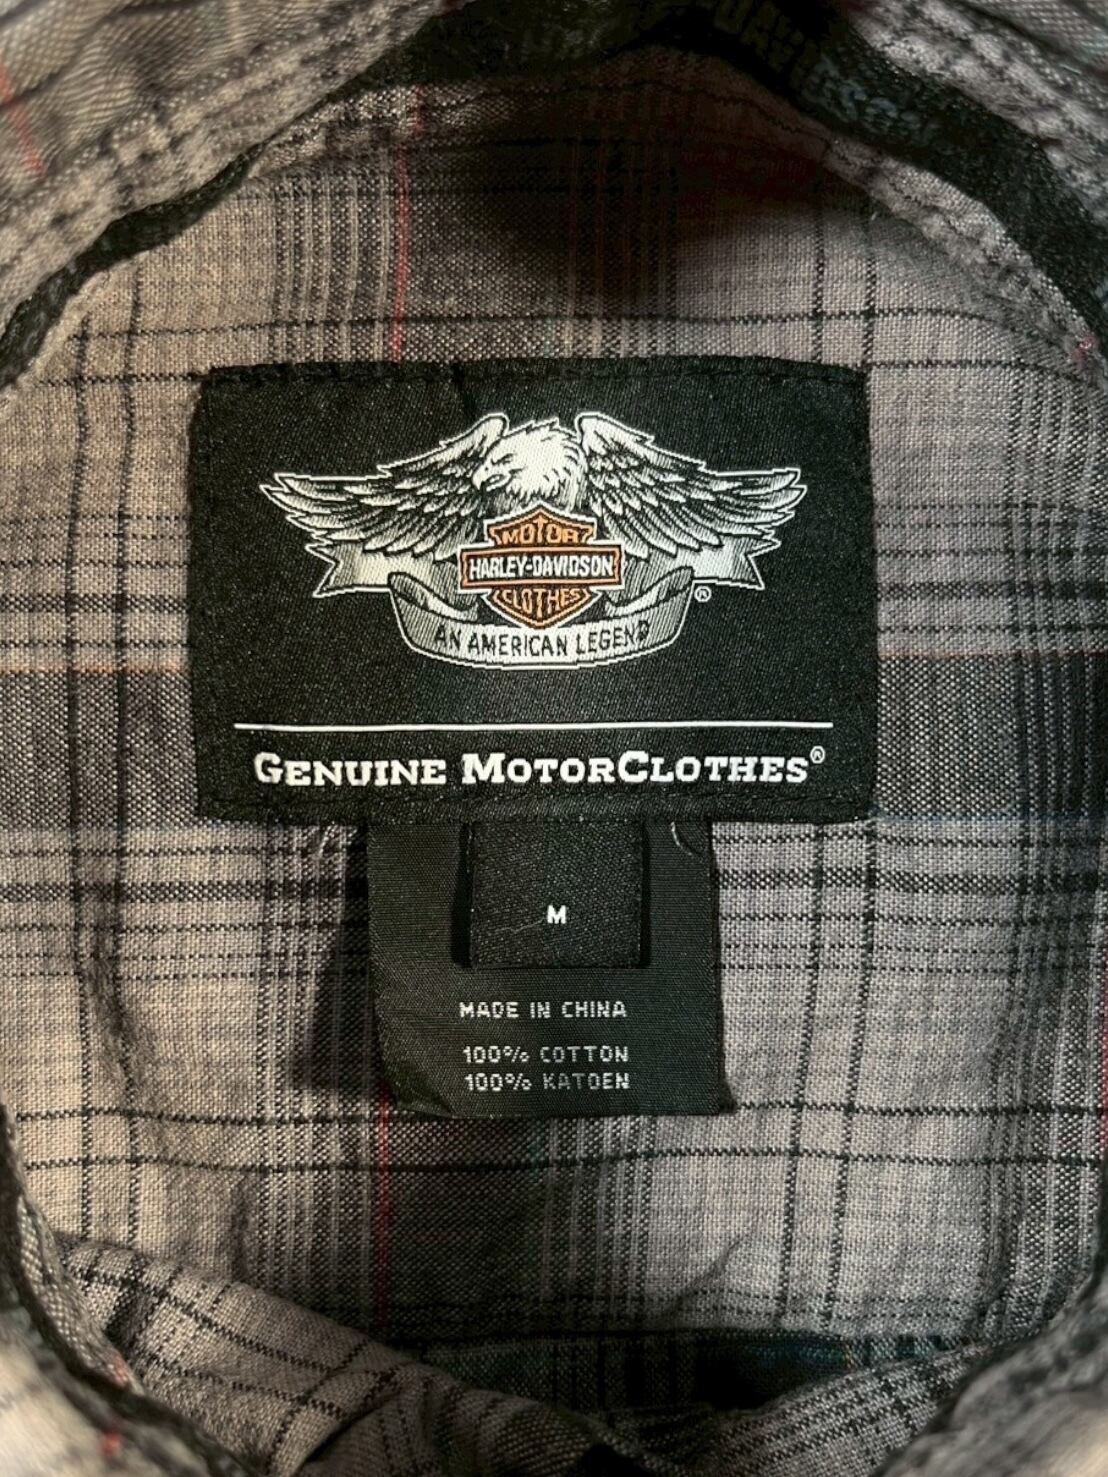 MOTOR
HARLEY-DAVIDSON
CLOTHES
®
AN AMERICAN LEGEND
GENUINE MOTORCLOTHES®
M
MADE IN CHINA
100% COTTON
100% KATOEN